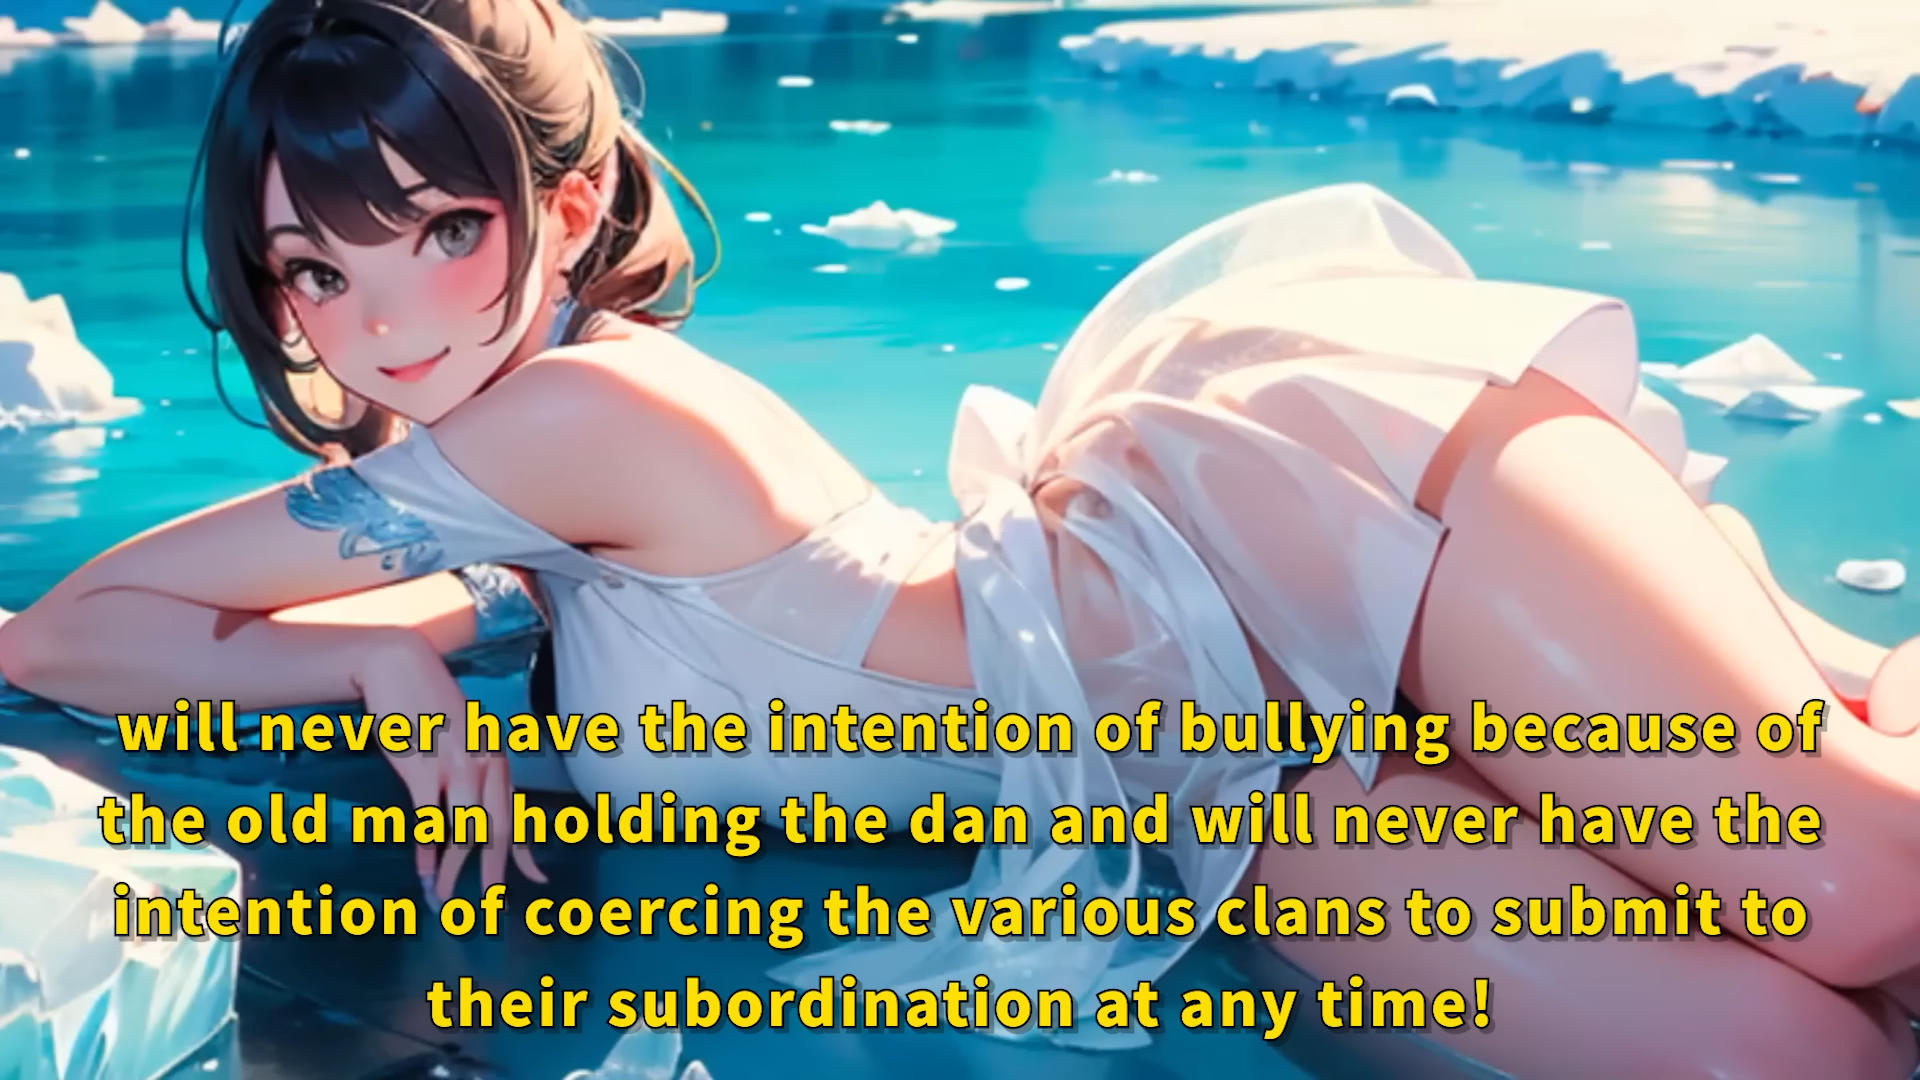 will never have the intention of bullying because of
the old man holding the dan and will never have the
intention of coercing the various clans to submit to
their subordination at any time!